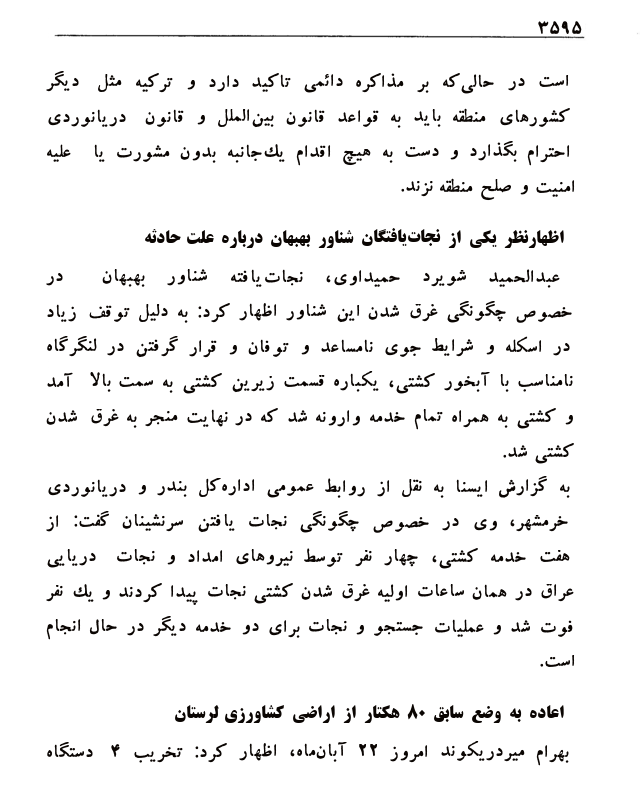 ۳۵۹۵
است در حالی‌که بر مذاکره دائمی تاکید دارد و ترکیه مثل دیگر
کشورهای منطقه باید به قواعد قانون بین‌الملل و قانون دریانوردی
احترام بگذارد و دست به هیچ اقدام یك‌جانبه بدون مشورت یا علیه
امنیت و صلح منطقه نزند.
اظهارنظر یکی از نجات‌یافتگان شناور بهبهان درباره علت حادثه
عبدالحمید شویرد حمیداوی، نجات‌یافته شناور بهبهان در
خصوص چگونگی غرق شدن این شناور اظهار کرد: به دلیل توقف زیاد
در اسکله و شرایط جوی نامساعد و توفان و قرار گرفتن در لنگرگاه
نامناسب با آبخور کشتی، یکباره قسمت زیرین کشتی به سمت بالا آمد
و کشتی به همراه تمام خدمه وارونه شد که در نهایت منجر به غرق شدن
کشتی شد.
به گزارش ایسنا به نقل از روابط عمومی اداره‌کل بندر و دریانوردی
خرمشهر، وی در خصوص چگونگی نجات یافتن سرنشینان گفت: از
هفت خدمه کشتی، چهار نفر توسط نیروهای امداد و نجات دریایی
عراق در همان ساعات اولیه غرق شدن کشتی نجات پیدا کردند و یك نفر
فوت شد و عملیات جستجو و نجات برای دو خدمه دیگر در حال انجام
است.
اعاده به وضع سابق ۸۰ هکتار از اراضی کشاورزی لرستان
بهرام میردریکوند امروز ۲۲ آبان‌ماه، اظهار کرد: تخریب ۴ دستگاه